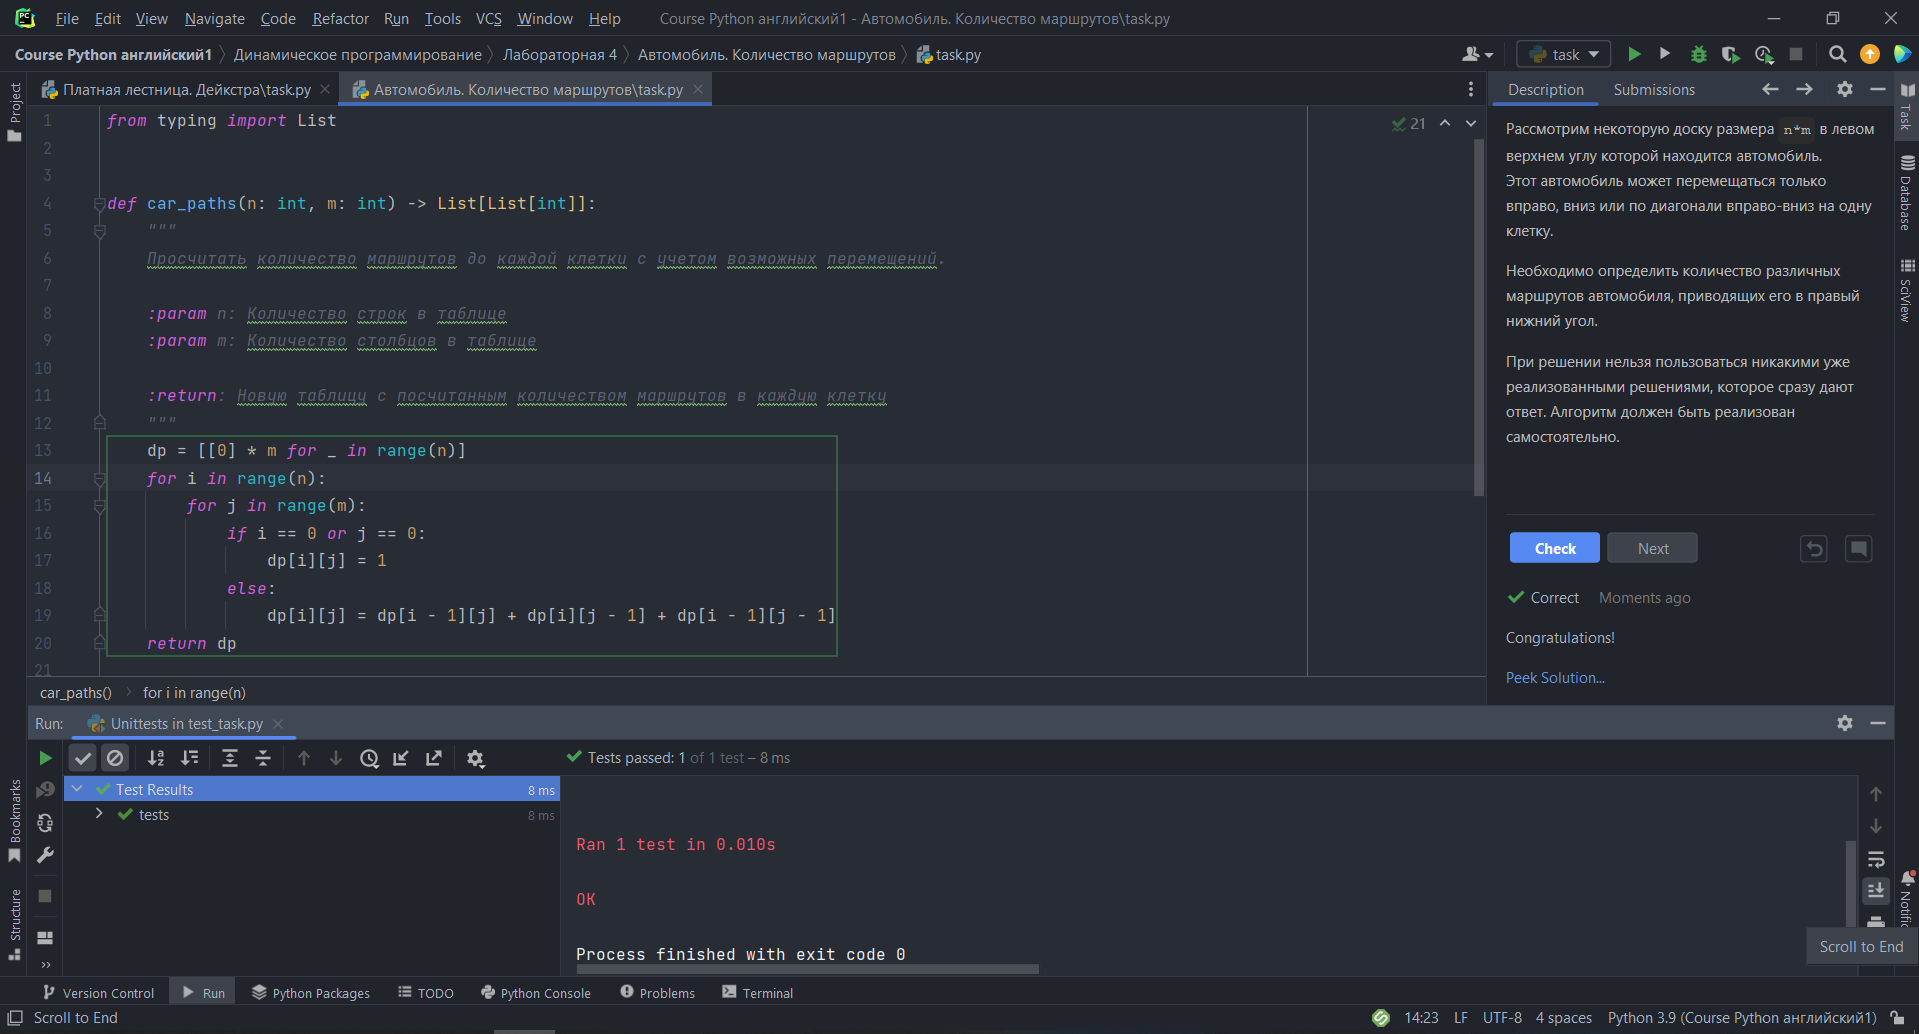 File Edit View Navigate Code Refactor Run Tools VCS Window Help Course Python английский1 - Автомобиль. Количество маршрутов\task.py
Course Python английский1 Динамическое программирование Лабораторная 4 Автомобиль. Количество маршрутов task.py task
Project
Платная лестница. Дейкстра\task.py Автомобиль. Количество маршрутов\task.py
1 from typing import List
21
2
3
4 def car_paths(n: int, m: int) -> List[List[int]]:
5 """
6 Просчитать количество маршрутов до каждой клетки с учетом возможных перемещений.
7
8 :param n: Количество строк в таблице
9 :param m: Количество столбцов в таблице
10
11 :return: Новую таблицу с посчитанным количеством маршрутов в каждую клетку
12 """
13 dp = [[0] * m for _ in range(n)]
14 for i in range(n):
15 for j in range(m):
16 if i == 0 or j == 0:
17 dp[i][j] = 1
18 else:
19 dp[i][j] = dp[i - 1][j] + dp[i][j - 1] + dp[i - 1][j - 1]
20 return dp
21
car_paths() for i in range(n)
Description Submissions
Рассмотрим некоторую доску размера n*m в левом
верхнем углу которой находится автомобиль.
Этот автомобиль может перемещаться только
вправо, вниз или по диагонали вправо-вниз на одну
клетку.
Необходимо определить количество различных
маршрутов автомобиля, приводящих его в правый
нижний угол.
При решении нельзя пользоваться никакими уже
реализованными решениями, которое сразу дают
ответ. Алгоритм должен быть реализован
самостоятельно.
Check Next
Correct Moments ago
Congratulations!
Peek Solution...
Task
Database
SciView
Notific
Run: Unittests in test_task.py
Tests passed: 1 of 1 test – 8 ms
Test Results 8 ms
tests 8 ms
Ran 1 test in 0.010s
OK
Process finished with exit code 0
Scroll to End
Bookmarks
Structure
Version Control Run Python Packages TODO Python Console Problems Terminal
Scroll to End 14:23 LF UTF-8 4 spaces Python 3.9 (Course Python английский1)